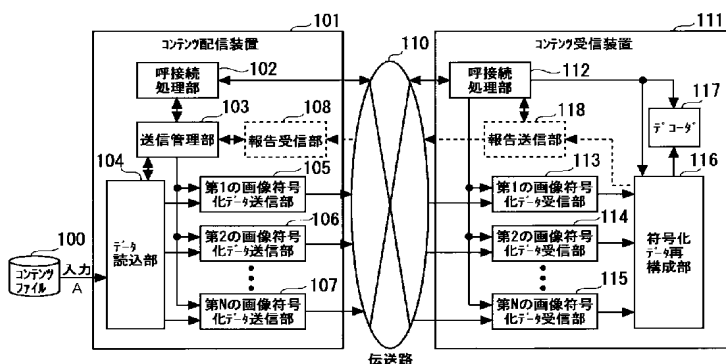 101
コンテンツ配信装置
呼接続
処理部
102
103
送信管理部
108
報告受信部
104
データ
読込部
105
第1の画像符号
化データ送信部
106
第2の画像符号
化データ送信部
107
第Nの画像符号
化データ送信部
100
コンテンツ
ファイル
入力
A
110
伝送路
111
コンテンツ受信装置
呼接続
処理部
112
117
デコーダ
118
報告送信部
116
113
第1の画像符号
化データ受信部
114
第2の画像符号
化データ受信部
115
第Nの画像符号
化データ受信部
符号化
データ再
構成部